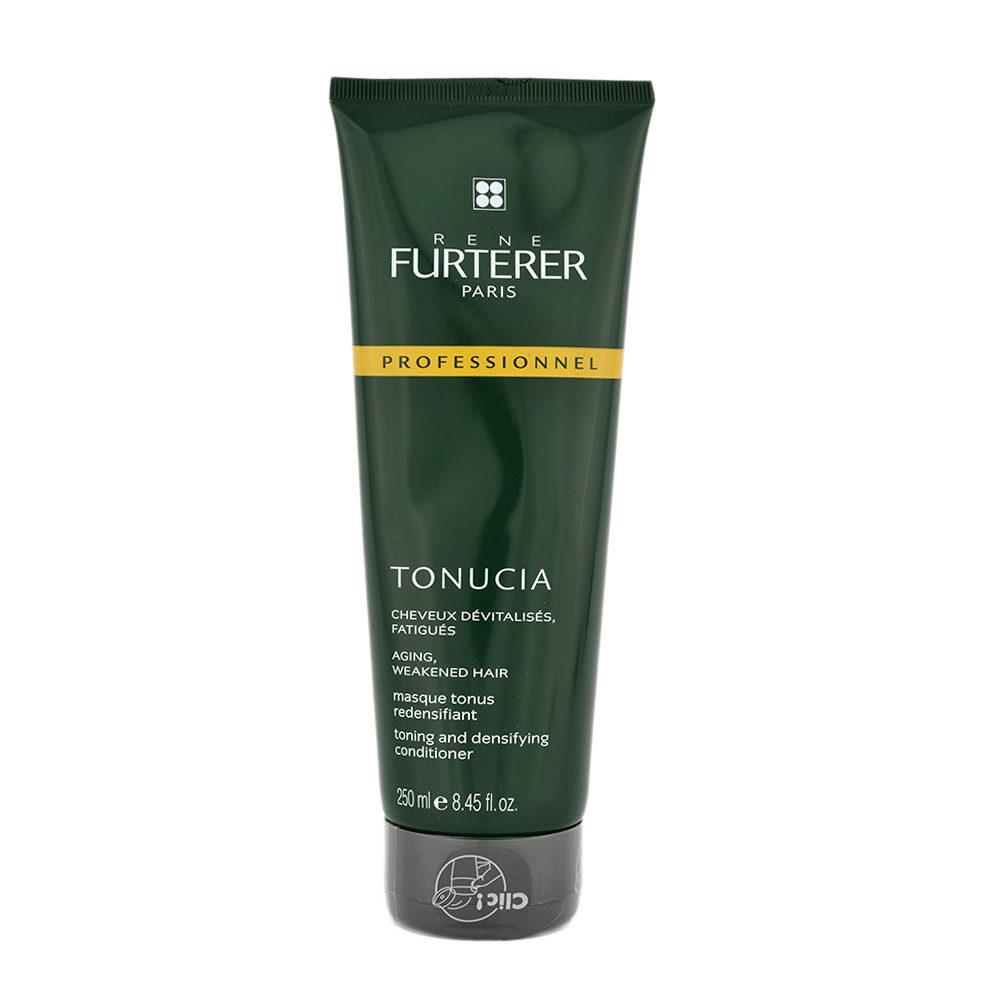 RENE
FURTERER
PARIS
PROFESSIONNEL
TONUCIA
CHEVEUX DÉVITALISÉS,
FATIGUÉS
AGING,
WEAKENED HAIR
masque tonus
redensifiant
toning and densifying
conditioner
250 ml e 8.45 fl.oz.
clic!